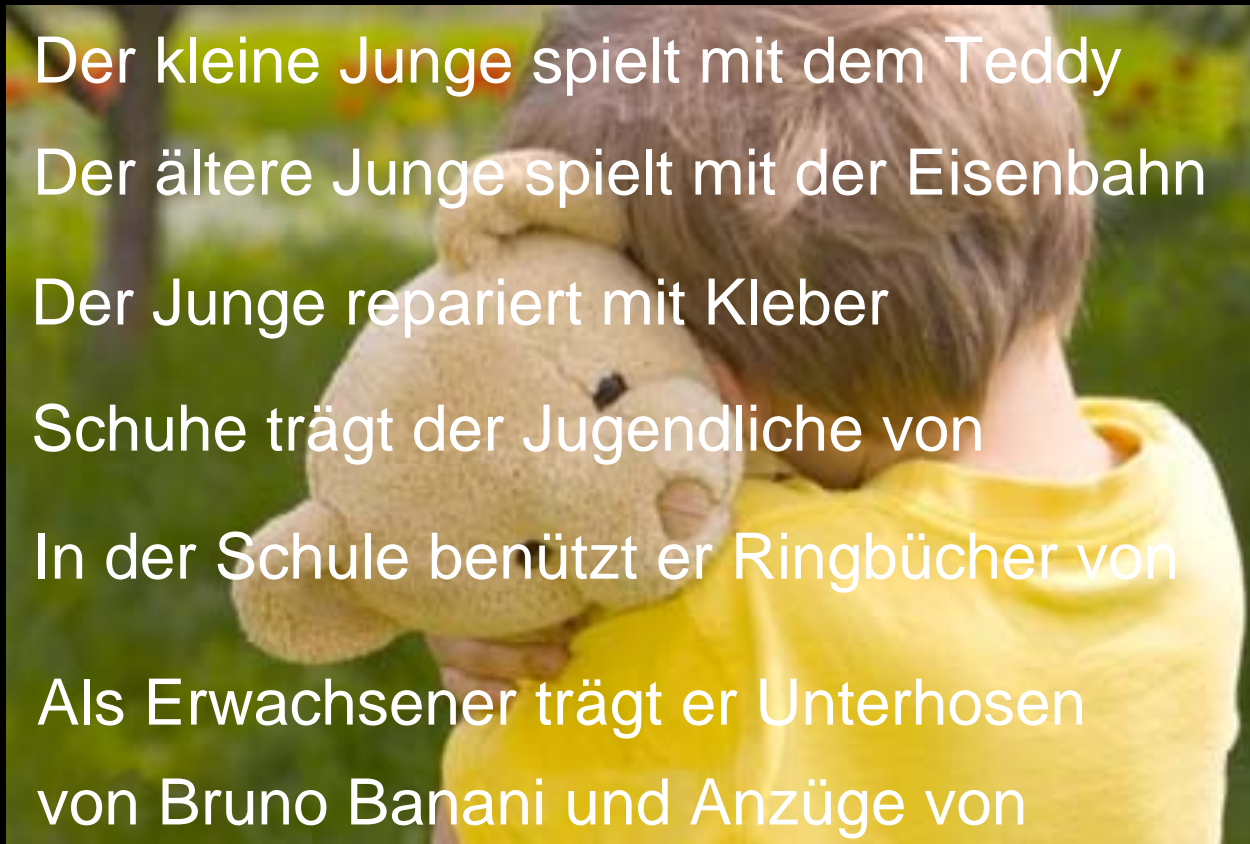 Der kleine Junge spielt mit dem Teddy
Der ältere Junge spielt mit der Eisenbahn
Der Junge repariert mit Kleber
Schuhe trägt der Jugendliche von
In der Schule benützt er Ringbücher von
Als Erwachsener trägt er Unterhosen
von Bruno Banani und Anzüge von